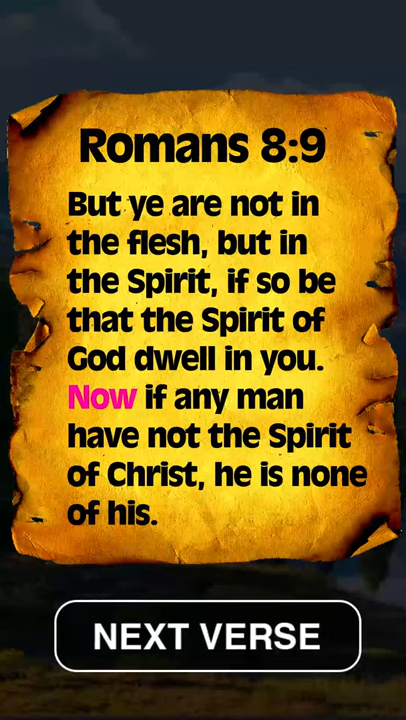 Romans 8:9
But ye are not in
the flesh, but in
the Spirit, if so be
that the Spirit of
God dwell in you.
Now if any man
have not the Spirit
of Christ, he is none
of his.
NEXT VERSE